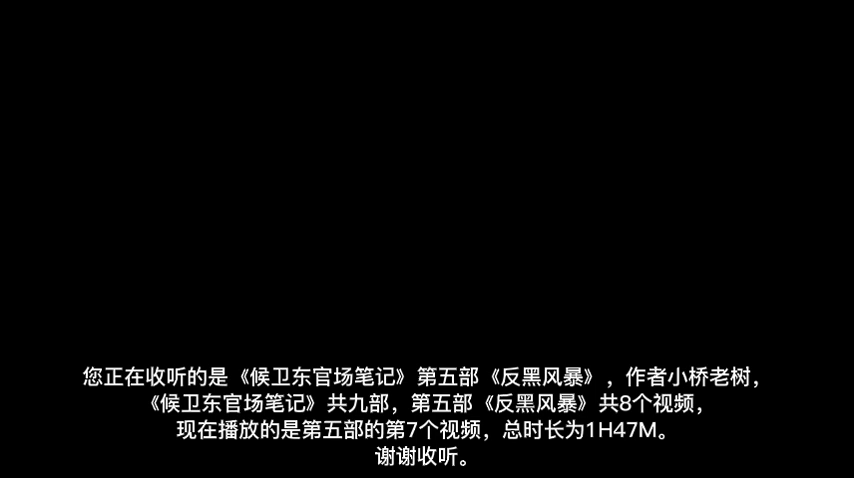 您正在收听的是《候卫东官场笔记》第五部《反黑风暴》，作者小桥老树，
《候卫东官场笔记》共九部，第五部《反黑风暴》共8个视频，
现在播放的是第五部的第7个视频，总时长为1H47M。
谢谢收听。